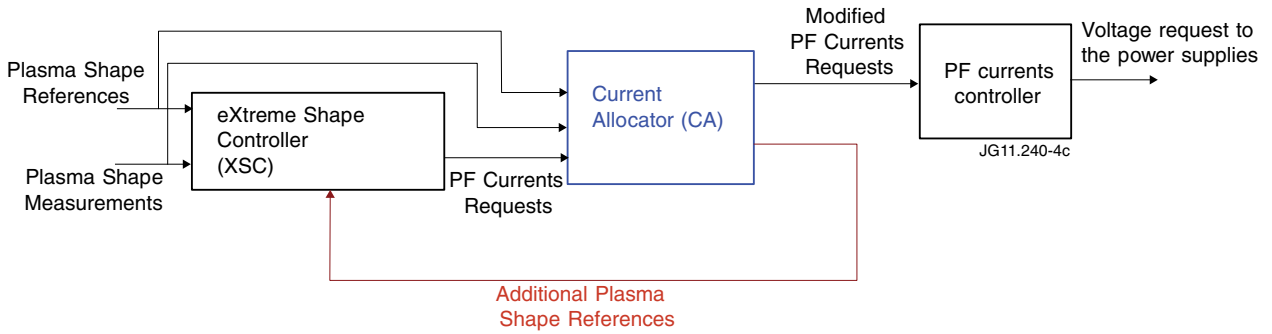 Plasma Shape
References
Plasma Shape
Measurements
eXtreme Shape
Controller
(XSC)
PF Currents
Requests
Current
Allocator (CA)
Modified
PF Currents
Requests
PF currents
controller
JG11.240-4c
Voltage request to
the power supplies
Additional Plasma
Shape References